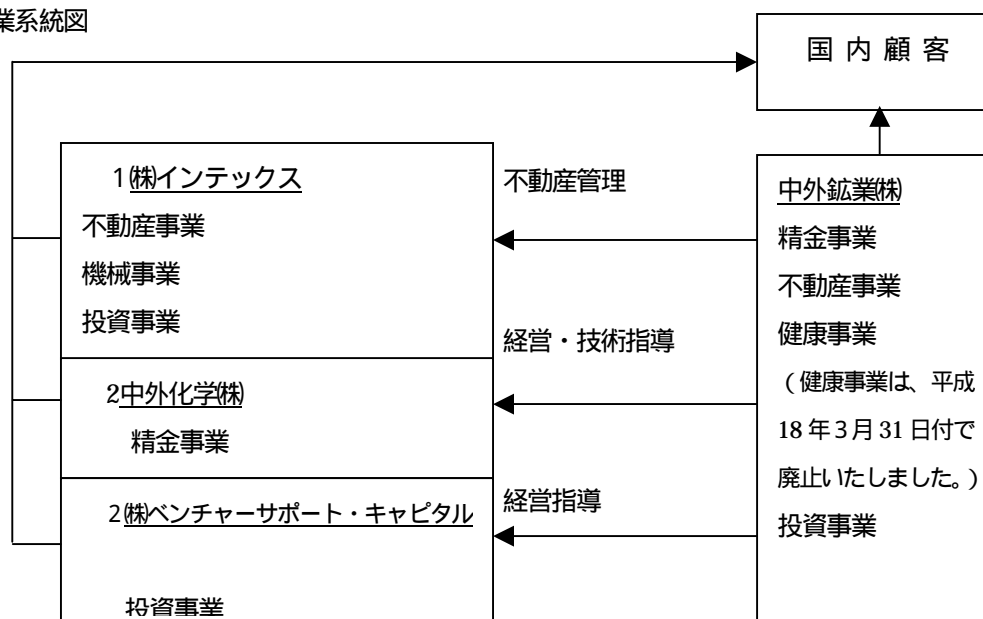 業系統図
国内顧客
1㈱インテックス
不動産事業
機械事業
投資事業
不動産管理
経営・技術指導
2中外化学㈱
精金事業
経営指導
2㈱ベンチャーサポート・キャピタル
投資事業
中外鉱業㈱
精金事業
不動産事業
健康事業
(健康事業は、平成
18年3月31日付で
廃止いたしました。)
投資事業